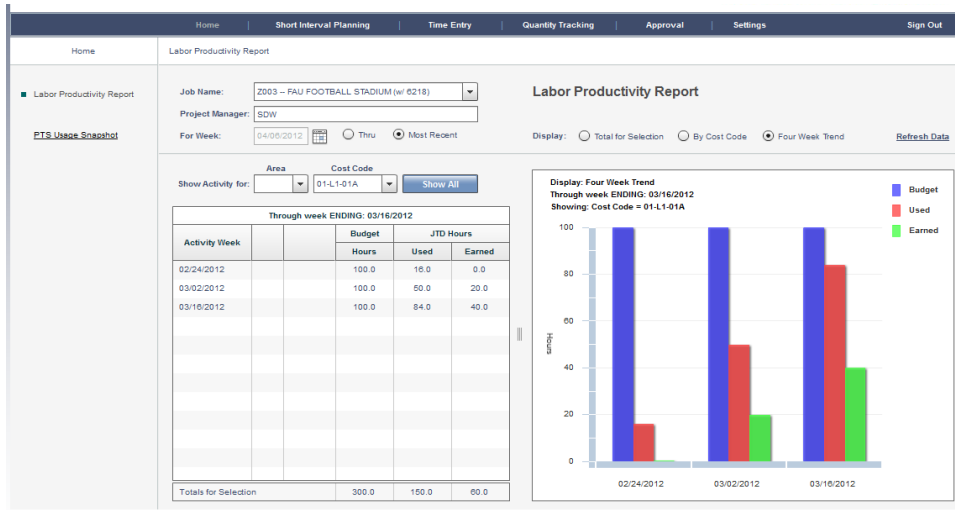 Home Short Interval Planning Time Entry Quantity Tracking Approval Settings Sign Out
Home Labor Productivity Report
Labor Productivity Report
PTS Usage Snapshot
Job Name: Z003 – FAU FOOTBALL STADIUM (w/ 6218)
Project Manager: SDW
For Week: 04/06/2012 Thru Most Recent
Labor Productivity Report
Display: Total for Selection By Cost Code Four Week Trend Refresh Data
Area Cost Code
Show Activity for: 01-L1-01A Show All
Through week ENDING: 03/16/2012
Activity Week Budget JTD Hours
Hours Used Earned
02/24/2012 100.0 16.0 0.0
03/02/2012 100.0 50.0 20.0
03/16/2012 100.0 84.0 40.0
Totals for Selection 300.0 150.0 60.0
Display: Four Week Trend
Through week ENDING: 03/16/2012
Showing: Cost Code = 01-L1-01A
Budget
Used
Earned
100
80
60
40
20
0
Hours
02/24/2012 03/02/2012 03/16/2012